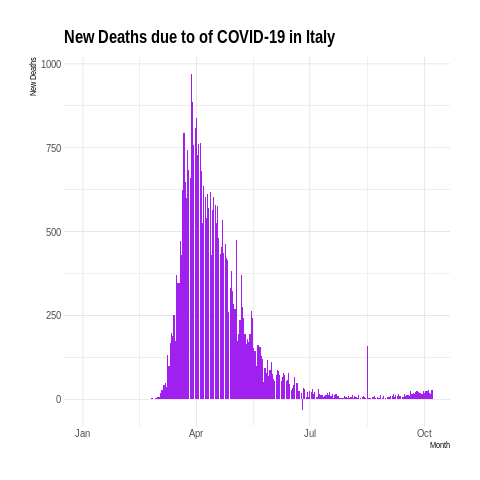 New Deaths due to of COVID-19 in Italy
New Deaths
1000
750
500
250
0
Jan Apr Jul Oct
Month